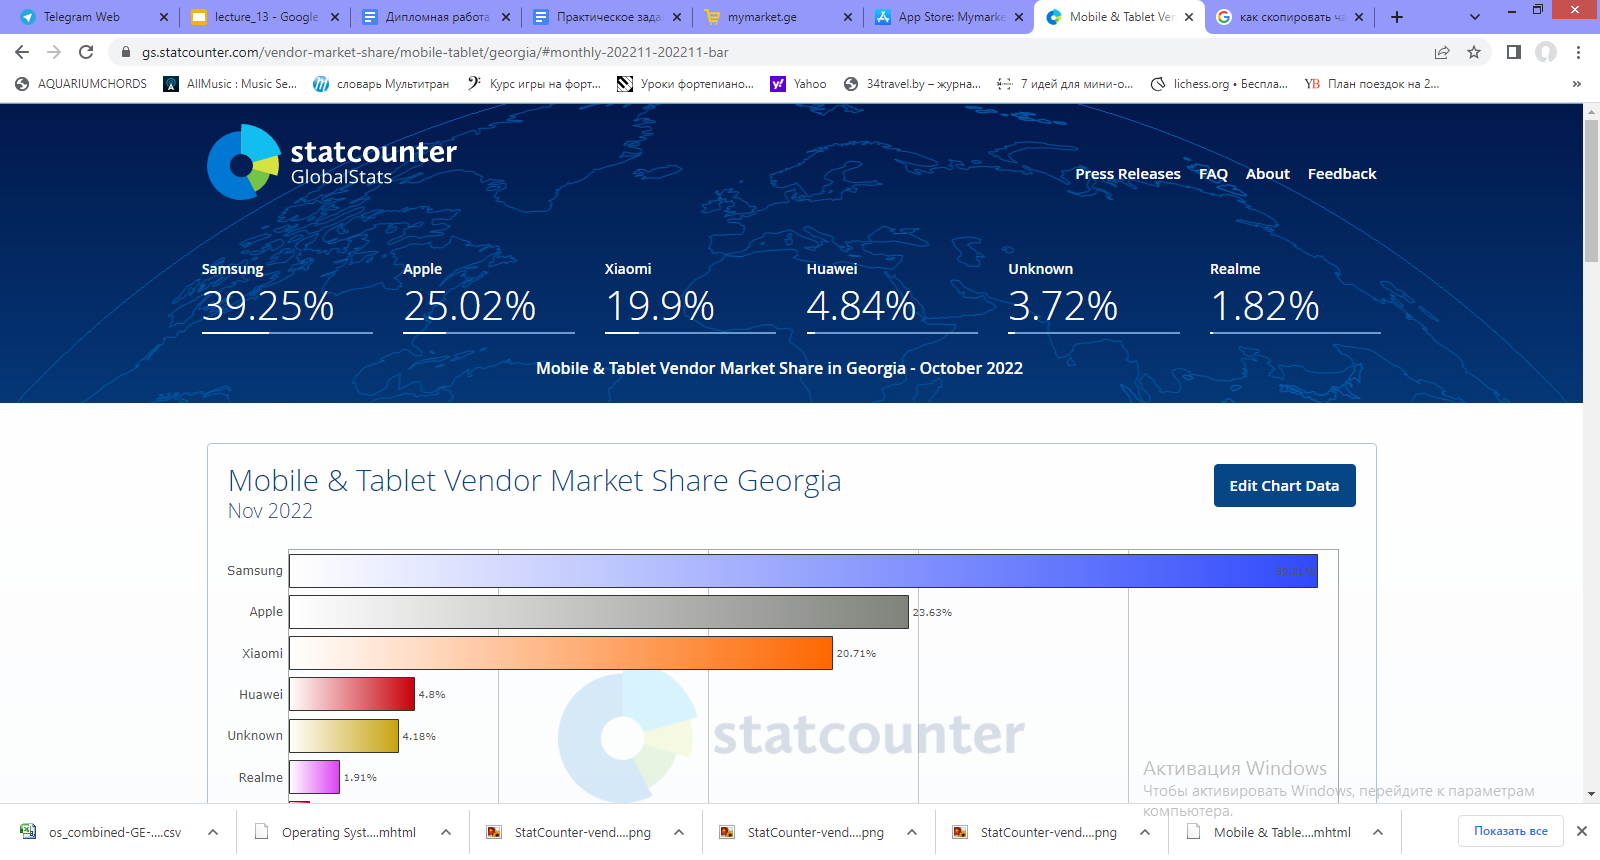 Telegram Web
lecture_13 - Google
Дипломная работа
Практическое зада
mymarket.ge
App Store: Mymarke
Mobile & Tablet Ver
как скопировать ча
gs.statcounter.com/vendor-market-share/mobile-tablet/georgia/#monthly-202211-202211-bar
AQUARIUMCHORDS
AllMusic : Music Se...
словарь Мультитран
Курс игры на форт...
Уроки фортепиано...
Yahoo
34travel.by – журна...
7 идей для мини-о...
lichess.org • Беспла...
YB План поездок на 2...
statcounter
GlobalStats
Press Releases FAQ About Feedback
Samsung Apple Xiaomi Huawei Unknown Realme
39.25% 25.02% 19.9% 4.84% 3.72% 1.82%
Mobile & Tablet Vendor Market Share in Georgia - October 2022
Mobile & Tablet Vendor Market Share Georgia
Edit Chart Data
Nov 2022
Samsung
Apple 23.63%
Xiaomi 20.71%
Huawei 4.8%
Unknown 4.18%
Realme 1.91%
statcounter
Активация Windows
Чтобы активировать Windows, перейдите к параметрам
компьютера.
os_combined-GE-....csv
Operating Syst....mhtml
StatCounter-vend....png
StatCounter-vend....png
StatCounter-vend....png
Mobile & Table....mhtml
Показать все